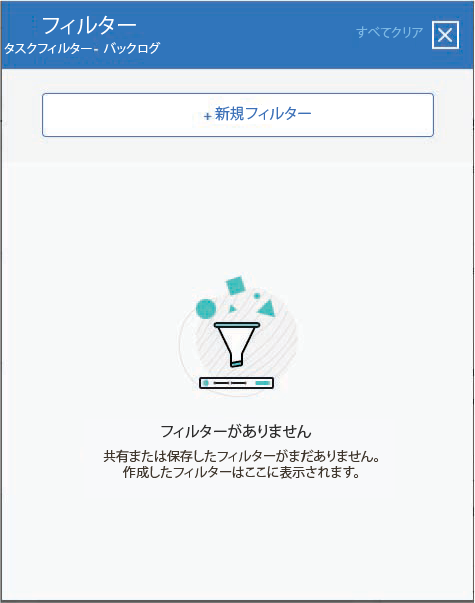 フィルター
すべてクリア
タスクフィルター- バックログ
+ 新規フィルター
フィルターがありません
共有または保存したフィルターがまだありません。
作成したフィルターはここに表示されます。